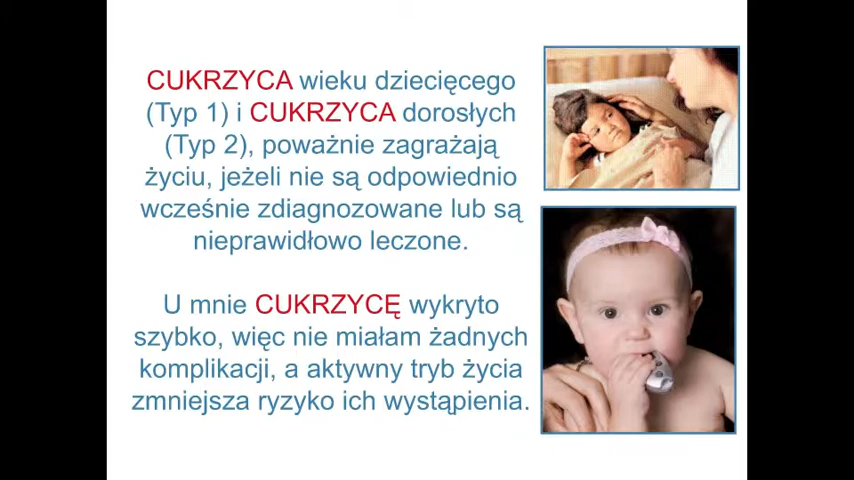 CUKRZYCA wieku dziecięcego
(Typ 1) i CUKRZYCA dorosłych
(Typ 2), poważnie zagrażają
życiu, jeżeli nie są odpowiednio
wcześnie zdiagnozowane lub są
nieprawidłowo leczone.
U mnie CUKRZYCĘ wykryto
szybko, więc nie miałam żadnych
komplikacji, a aktywny tryb życia
zmniejsza ryzyko ich wystąpienia.